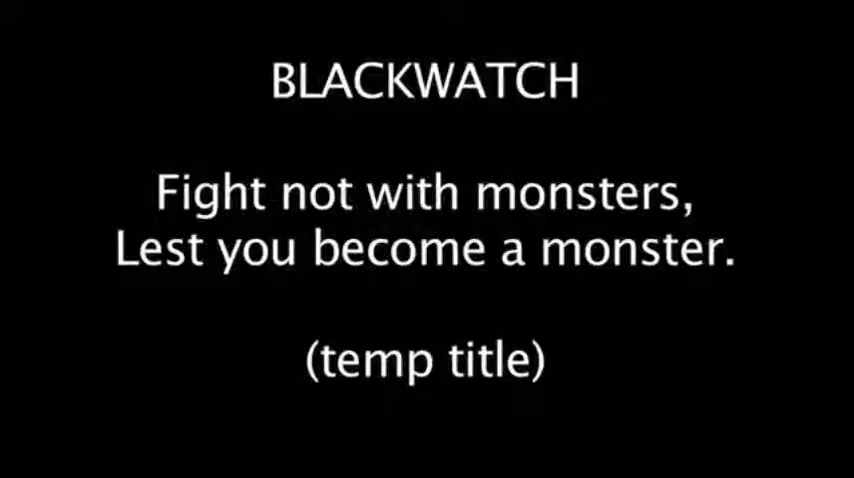 BLACKWATCH
Fight not with monsters,
Lest you become a monster.
(temp title)